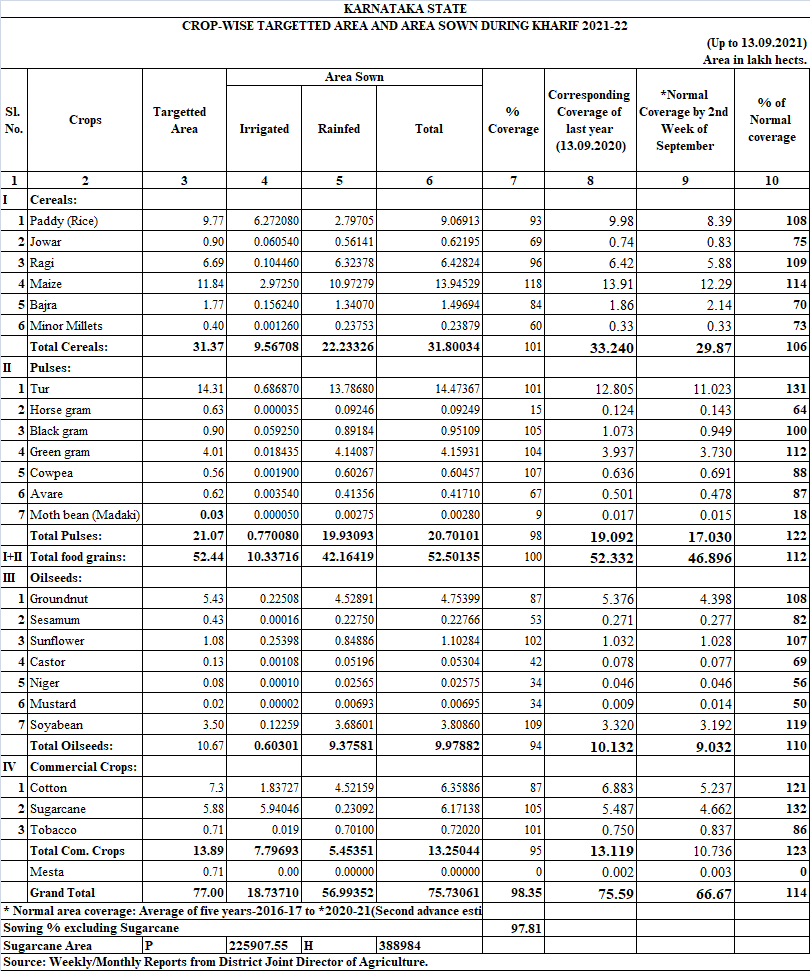 KARNATAKA STATE
CROP-WISE TARGETTED AREA AND AREA SOWN DURING KHARIF 2021-22
(Up to 13.09.2021)
Area in lakh hects.
Sl. No. Crops Targetted Area Area Sown Irrigated Rainfed Total % Coverage Corresponding Coverage of last year (13.09.2020) *Normal Coverage by 2nd Week of September % of Normal coverage
1 2 3 4 5 6 7 8 9 10
I Cereals:
1 Paddy (Rice) 9.77 6.272080 2.79705 9.06913 93 9.98 8.39 108
2 Jowar 0.90 0.060540 0.56141 0.62195 69 0.74 0.83 75
3 Ragi 6.69 0.104460 6.32378 6.42824 96 6.42 5.88 109
4 Maize 11.84 2.97250 10.97279 13.94529 118 13.91 12.29 114
5 Bajra 1.77 0.156240 1.34070 1.49694 84 1.86 2.14 70
6 Minor Millets 0.40 0.001260 0.23753 0.23879 60 0.33 0.33 73
Total Cereals: 31.37 9.56708 22.23326 31.80034 101 33.240 29.87 106
II Pulses:
1 Tur 14.31 0.686870 13.78680 14.47367 101 12.805 11.023 131
2 Horse gram 0.63 0.000035 0.09246 0.09249 15 0.124 0.143 64
3 Black gram 0.90 0.059250 0.89184 0.95109 105 1.073 0.949 100
4 Green gram 4.01 0.018435 4.14087 4.15931 104 3.937 3.730 112
5 Cowpea 0.56 0.001900 0.60267 0.60457 107 0.636 0.691 88
6 Avare 0.62 0.003540 0.41356 0.41710 67 0.501 0.478 87
7 Moth bean (Madaki) 0.03 0.000050 0.00275 0.00280 9 0.017 0.015 18
Total Pulses: 21.07 0.770080 19.93093 20.70101 98 19.092 17.030 122
I+II Total food grains: 52.44 10.33716 42.16419 52.50135 100 52.332 46.896 112
III Oilseeds:
1 Groundnut 5.43 0.22508 4.52891 4.75399 87 5.376 4.398 108
2 Sesamum 0.43 0.00016 0.22750 0.22766 53 0.271 0.277 82
3 Sunflower 1.08 0.25398 0.84886 1.10284 102 1.032 1.028 107
4 Castor 0.13 0.00108 0.05196 0.05304 42 0.078 0.077 69
5 Niger 0.08 0.00010 0.02565 0.02575 34 0.046 0.046 56
6 Mustard 0.02 0.00002 0.00693 0.00695 34 0.009 0.014 50
7 Soyabean 3.50 0.12259 3.68601 3.80860 109 3.320 3.192 119
Total Oilseeds: 10.67 0.60301 9.37581 9.97882 94 10.132 9.032 110
IV Commercial Crops:
1 Cotton 7.3 1.83727 4.52159 6.35886 87 6.883 5.237 121
2 Sugarcane 5.88 5.94046 0.23092 6.17138 105 5.487 4.662 132
3 Tobacco 0.71 0.019 0.70100 0.72020 101 0.750 0.837 86
Total Com. Crops 13.89 7.79693 5.45351 13.25044 95 13.119 10.736 123
Mesta 0.71 0.00 0.00000 0.00000 0 0.002 0.003 0
Grand Total 77.00 18.73710 56.99352 75.73061 98.35 75.59 66.67 114
* Normal area coverage: Average of five years-2016-17 to *2020-21(Second advance esti
Sowing % excluding Sugarcane 97.81
Sugarcane Area P 225907.55 H 388984
Source: Weekly/Monthly Reports from District Joint Director of Agriculture.